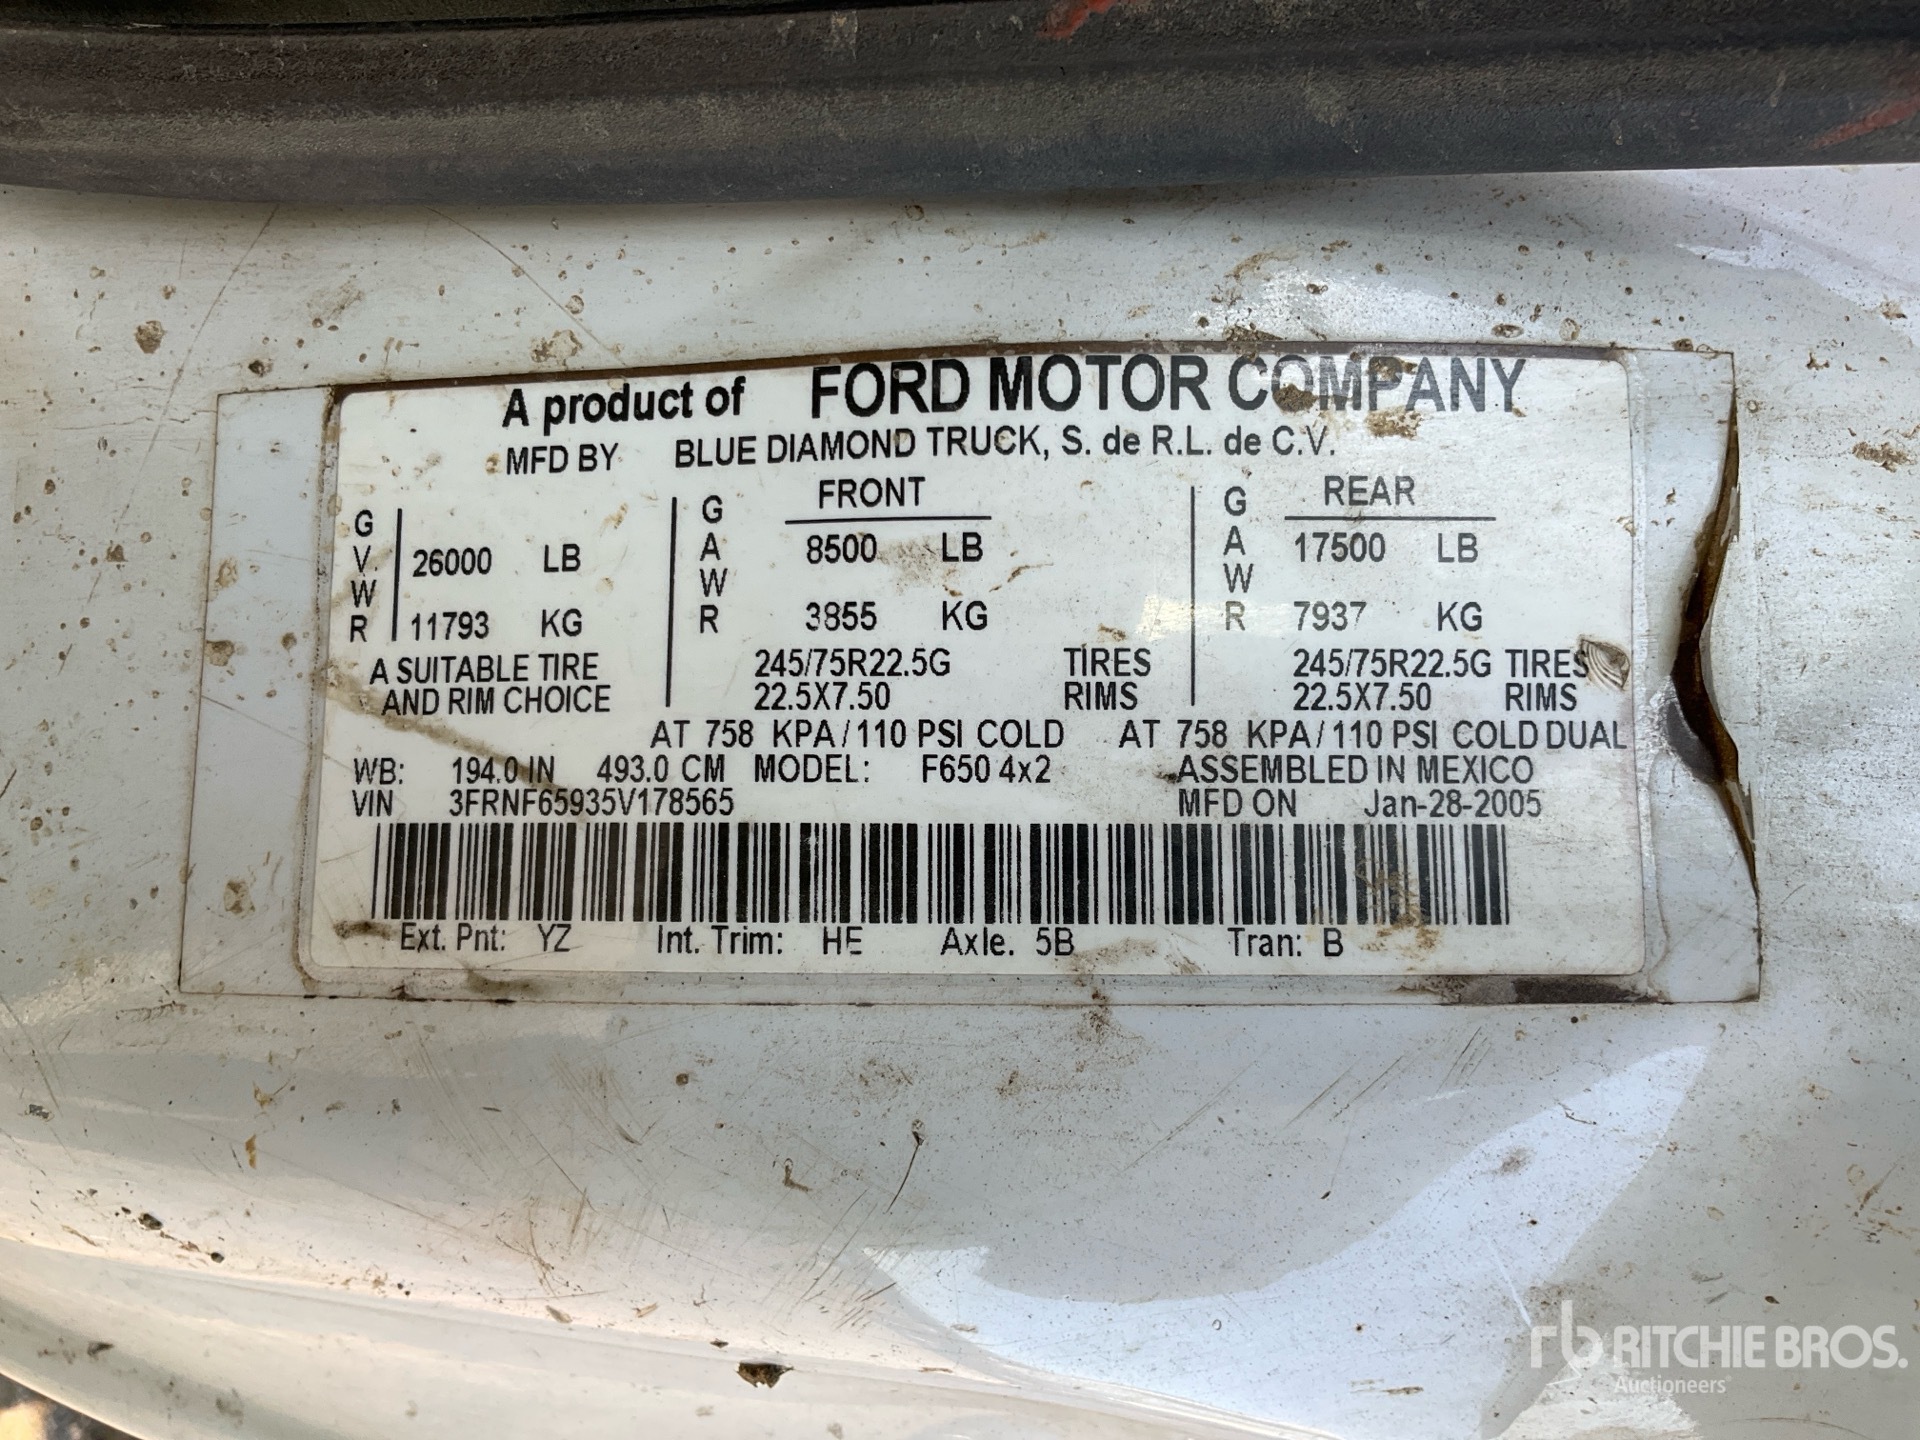 A product of FORD MOTOR COMPANY
MFD BY BLUE DIAMOND TRUCK, S. de R.L. de C.V.
GVWR 26000 LB
11793 KG
GAWR FRONT
8500 LB
3855 KG
GAWR REAR
17500 LB
7937 KG
A SUITABLE TIRE 245/75R22.5G TIRES 245/75R22.5G TIRES
AND RIM CHOICE 22.5X7.50 RIMS 22.5X7.50 RIMS
AT 758 KPA/110 PSI COLD AT 758 KPA/110 PSI COLD DUAL
WB: 194.0 IN 493.0 CM MODEL: F650 4x2 ASSEMBLED IN MEXICO
VIN 3FRNF65935V178565 MFD ON Jan-28-2005
Ext. Pnt: YZ Int. Trim: HE Axle. 5B Tran: B
rb RITCHIE BROS.
Auctioneers